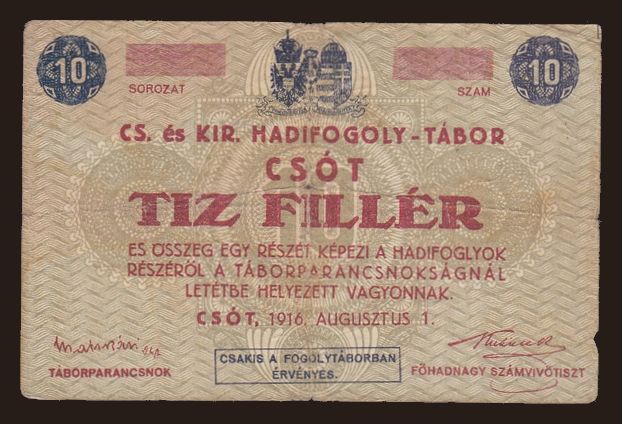 10
10
SOROZAT
SZAM
CS. és KIR. HADIFOGOLY-TÁBOR
CSÓT
TIZ FILLÉR
ES ÖSSZEG EGY RÉSZÉT KÉPEZI A HADIFOGLYOK
RÉSZÉRŐL A TÁBORPARANCSNOKSÁGNÁL
LETÉTBE HELYEZETT VAGYONNAK.
CSÓT, 1916. AUGUSZTUS 1.
CSAKIS A FOGOLYTÁBORBAN
ÉRVÉNYES.
TÁBORPARANCSNOK
FŐHADNAGY SZÁMVIVŐTISZT